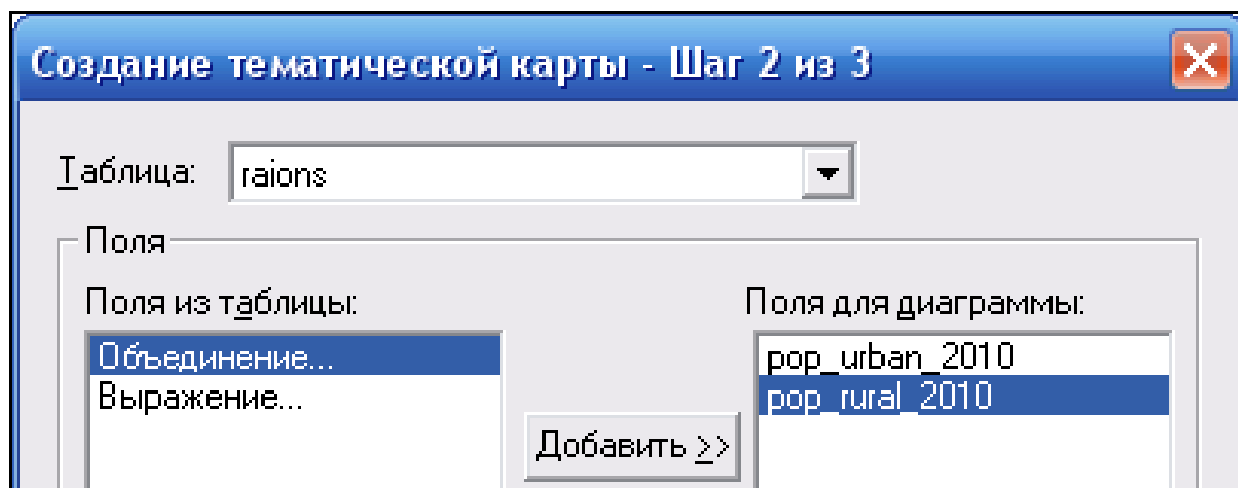 Создание тематической карты - Шаг 2 из 3
Таблица: raions
Поля
Поля из таблицы:
Объединение...
Выражение...
Добавить >>
Поля для диаграммы:
pop_urban_2010
pop_rural_2010